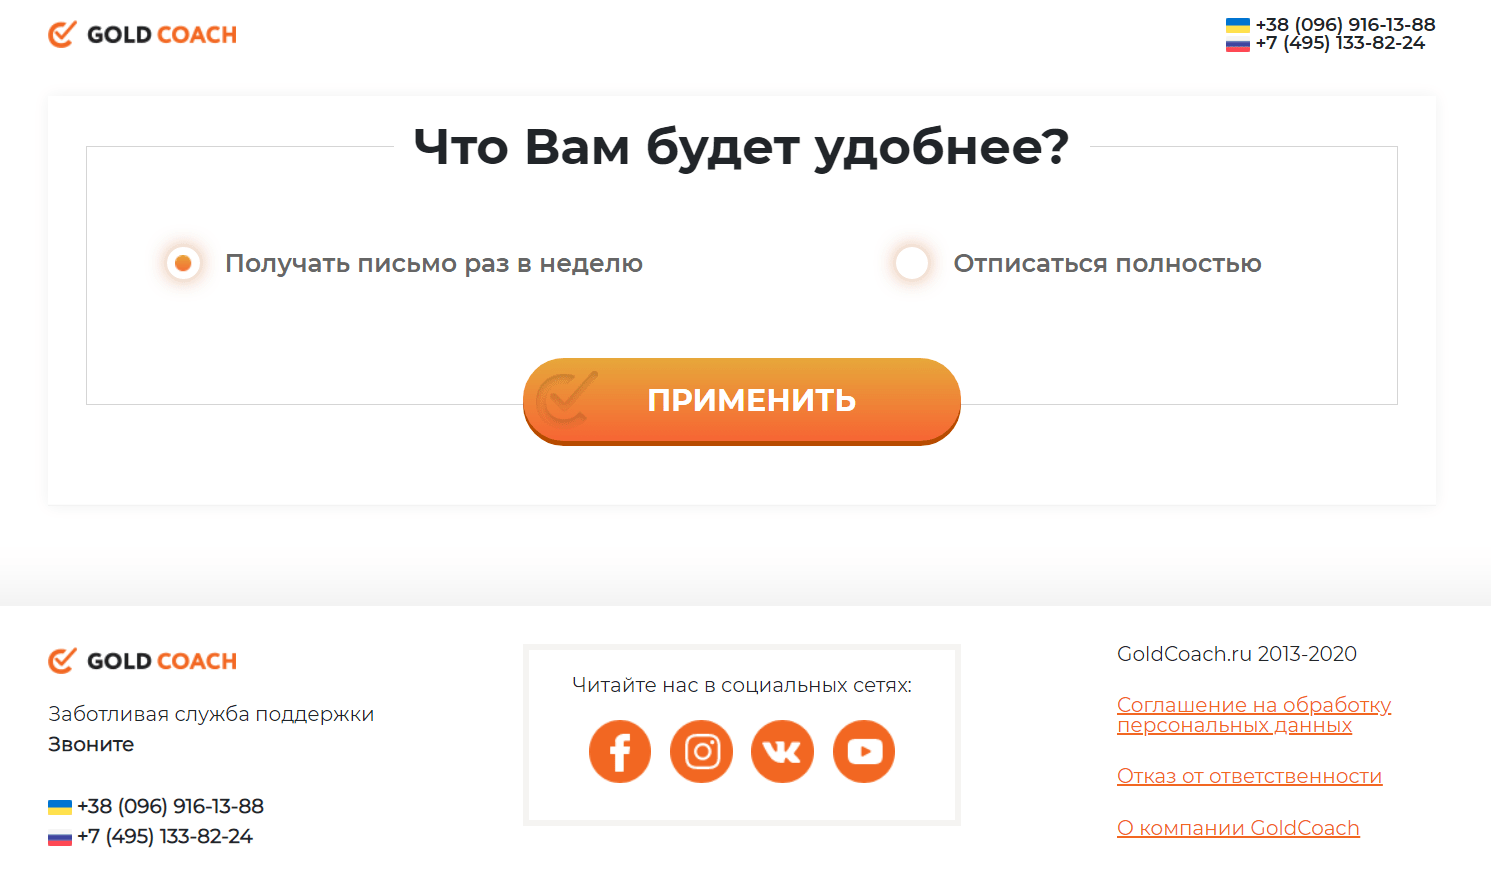 GOLD COACH
+38 (096) 916-13-88
+7 (495) 133-82-24
Что Вам будет удобнее?
Получать письмо раз в неделю
Отписаться полностью
ПРИМЕНИТЬ
GOLD COACH
Заботливая служба поддержки
Звоните
+38 (096) 916-13-88
+7 (495) 133-82-24
Читайте нас в социальных сетях:
GoldCoach.ru 2013-2020
Соглашение на обработку
персональных данных
Отказ от ответственности
О компании GoldCoach